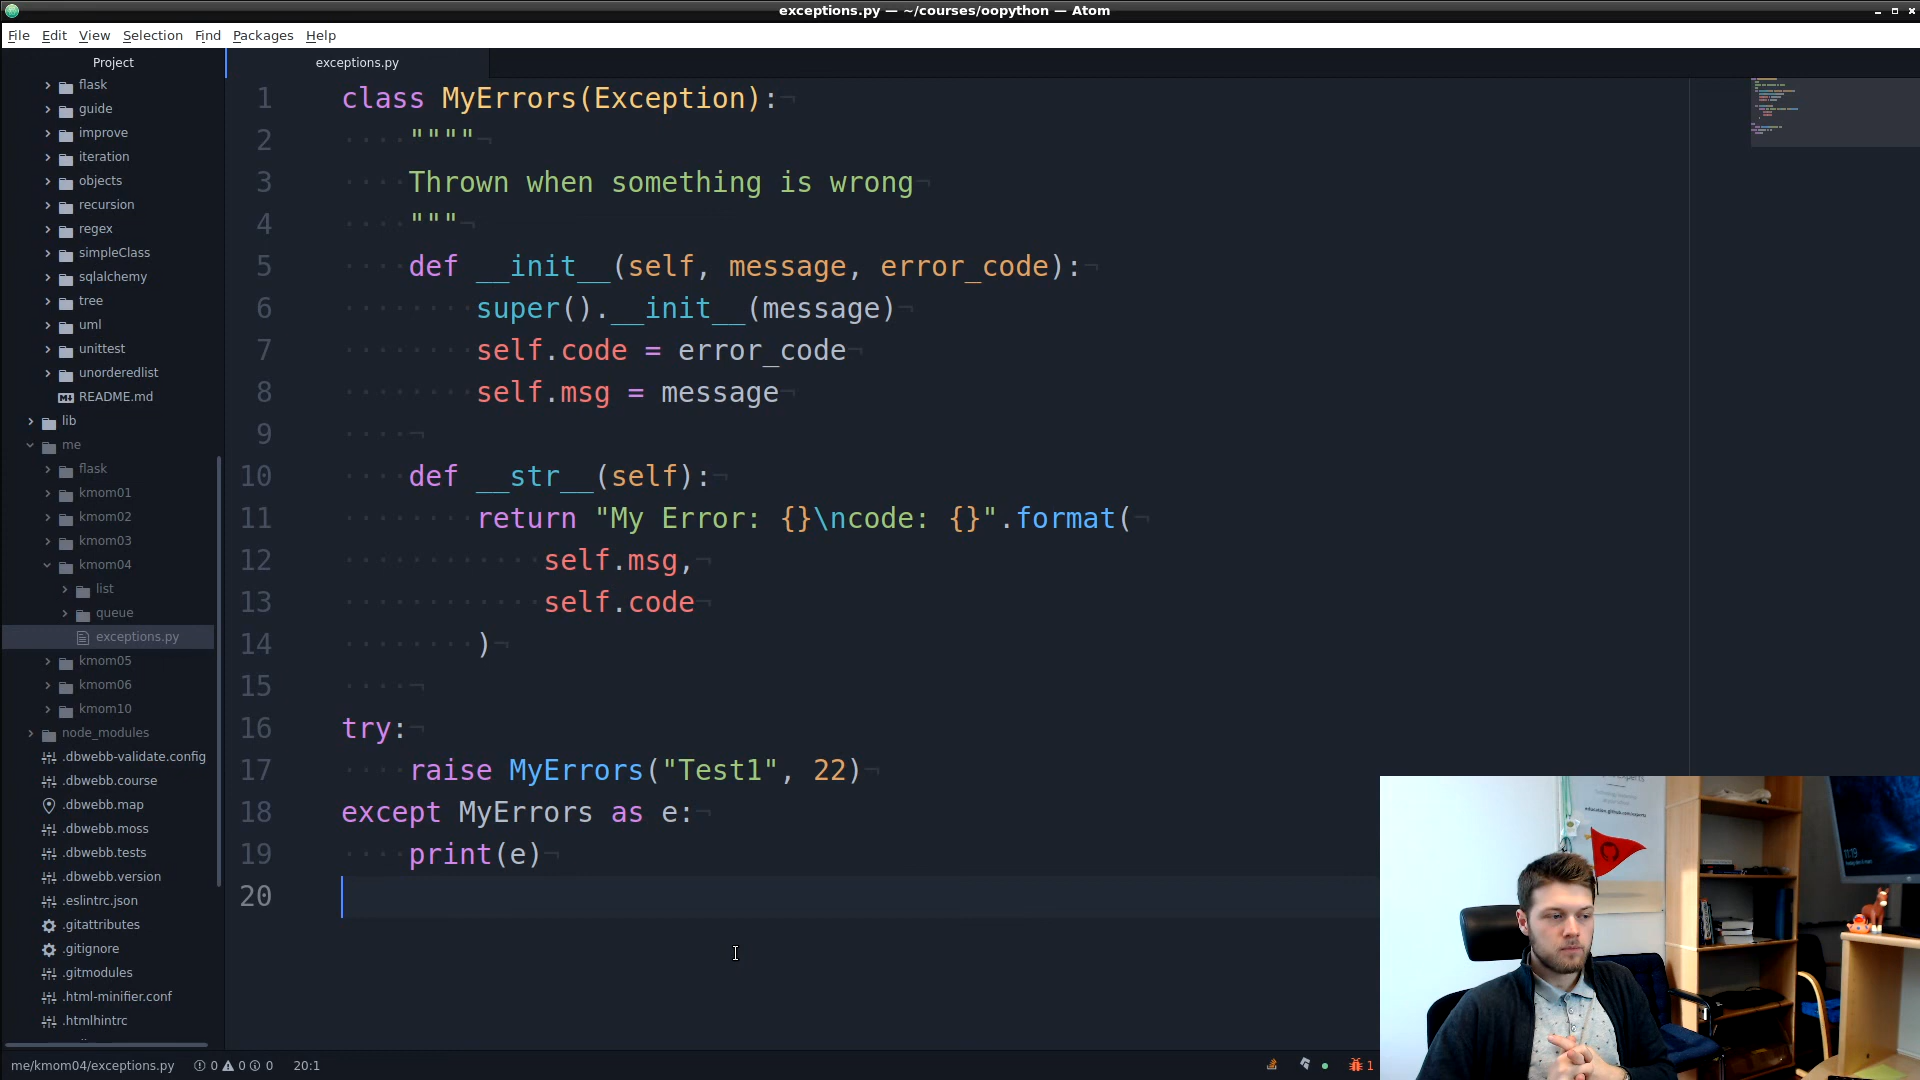 exceptions.py — ~/courses/oopython — Atom
File Edit View Selection Find Packages Help
Project
exceptions.py
flask
guide
improve
iteration
objects
recursion
regex
simpleClass
sqlalchemy
tree
uml
unittest
unorderedlist
README.md
lib
me
flask
kmom01
kmom02
kmom03
kmom04
list
queue
exceptions.py
kmom05
kmom06
kmom10
node_modules
.dbwebb-validate.config
.dbwebb.course
.dbwebb.map
.dbwebb.moss
.dbwebb.tests
.dbwebb.version
.eslintrc.json
.gitattributes
.gitignore
.gitmodules
.html-minifier.conf
.htmlhintrc
1 class MyErrors(Exception):
2 """"
3 Thrown when something is wrong
4 """
5 def __init__(self, message, error_code):
6 super().__init__(message)
7 self.code = error_code
8 self.msg = message
9
10 def __str__(self):
11 return "My Error: {}\ncode: {}".format(
12 self.msg,
13 self.code
14 )
15
16 try:
17 raise MyErrors("Test1", 22)
18 except MyErrors as e:
19 print(e)
20
me/kmom04/exceptions.py 0 0 0 20:1
1
11:19